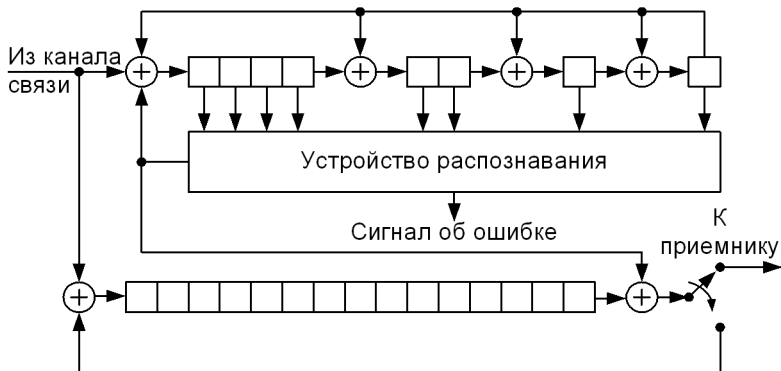 Из канала
связи
Устройство распознавания
Сигнал об ошибке
К
приемнику